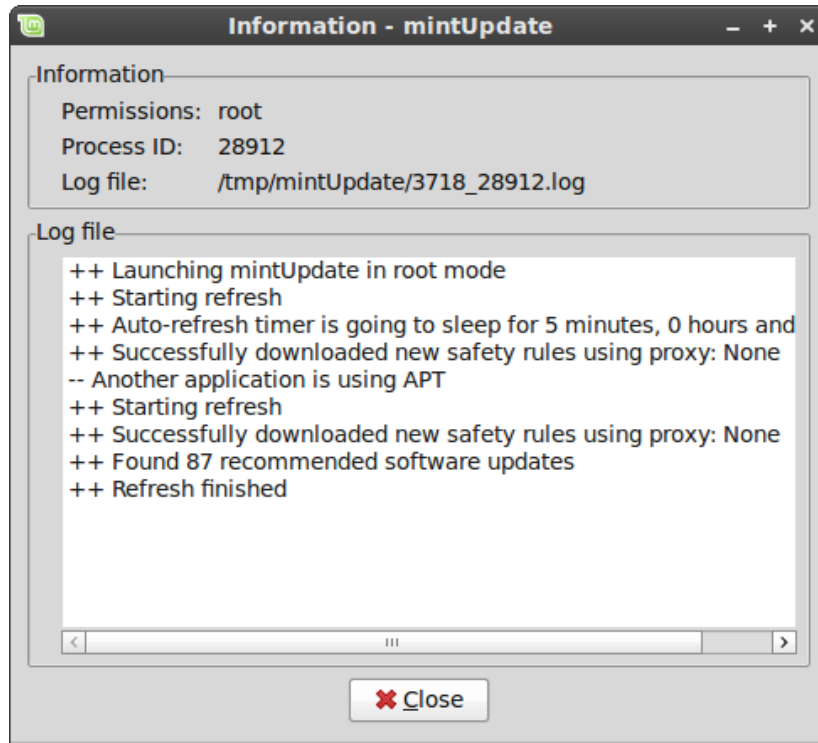 Information - mintUpdate
Information
Permissions: root
Process ID: 28912
Log file: /tmp/mintUpdate/3718_28912.log
Log file
++ Launching mintUpdate in root mode
++ Starting refresh
++ Auto-refresh timer is going to sleep for 5 minutes, 0 hours and
++ Successfully downloaded new safety rules using proxy: None
-- Another application is using APT
++ Starting refresh
++ Successfully downloaded new safety rules using proxy: None
++ Found 87 recommended software updates
++ Refresh finished
Close